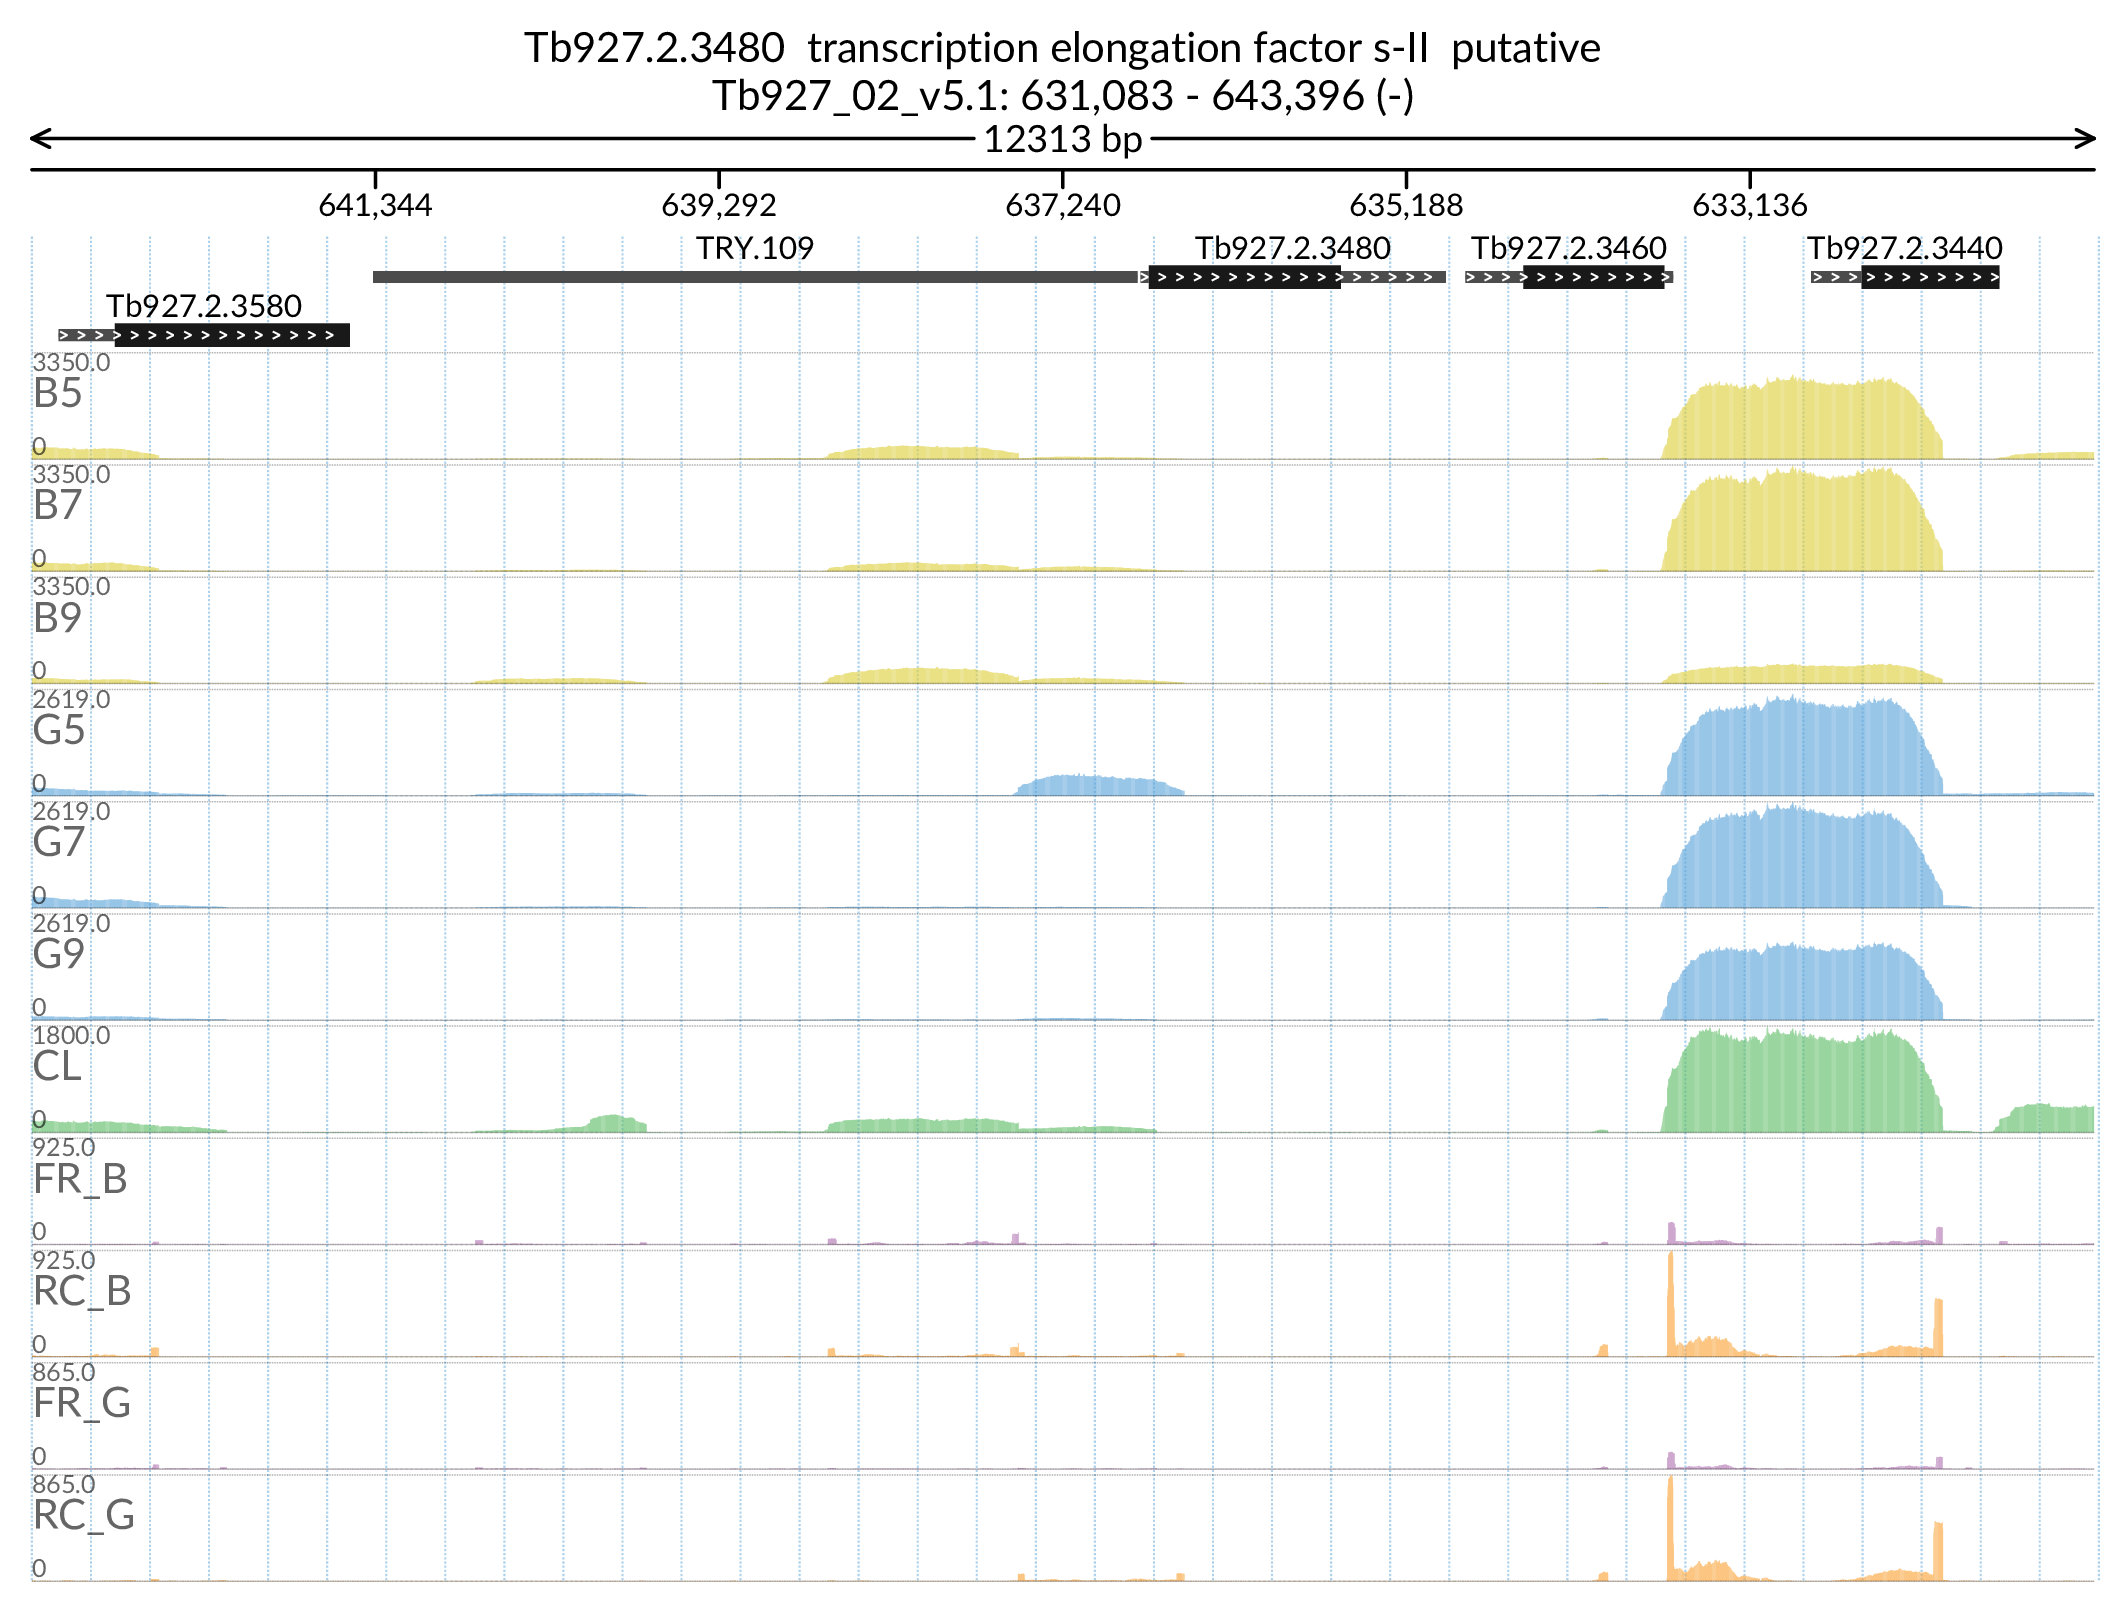 Tb927.2.3480  transcription elongation factor s-II  putative
Tb927_02_v5.1: 631,083 - 643,396 (-)
12313 bp
641,344 639,292 637,240 635,188 633,136
TRY.109 Tb927.2.3480 Tb927.2.3460 Tb927.2.3440
Tb927.2.3580
3350.0
B5
0
3350.0
B7
0
3350.0
B9
0
2619.0
G5
0
2619.0
G7
0
2619.0
G9
0
1800.0
CL
0
925.0
FR_B
0
925.0
RC_B
0
865.0
FR_G
0
865.0
RC_G
0